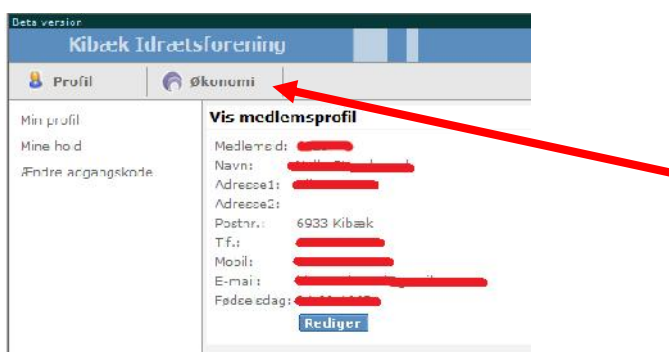 Beta version
Kibæk Idrætsforening
Profil Økonomi
Min profil
Mine hold
Ændre adgangskode
Vis medlemsprofil
Medlemsid:
Navn:
Adresse1:
Adresse2:
Postnr.: 6933 Kibæk
Tlf.:
Mobil:
E-mail:
Fødselsdag:
Rediger